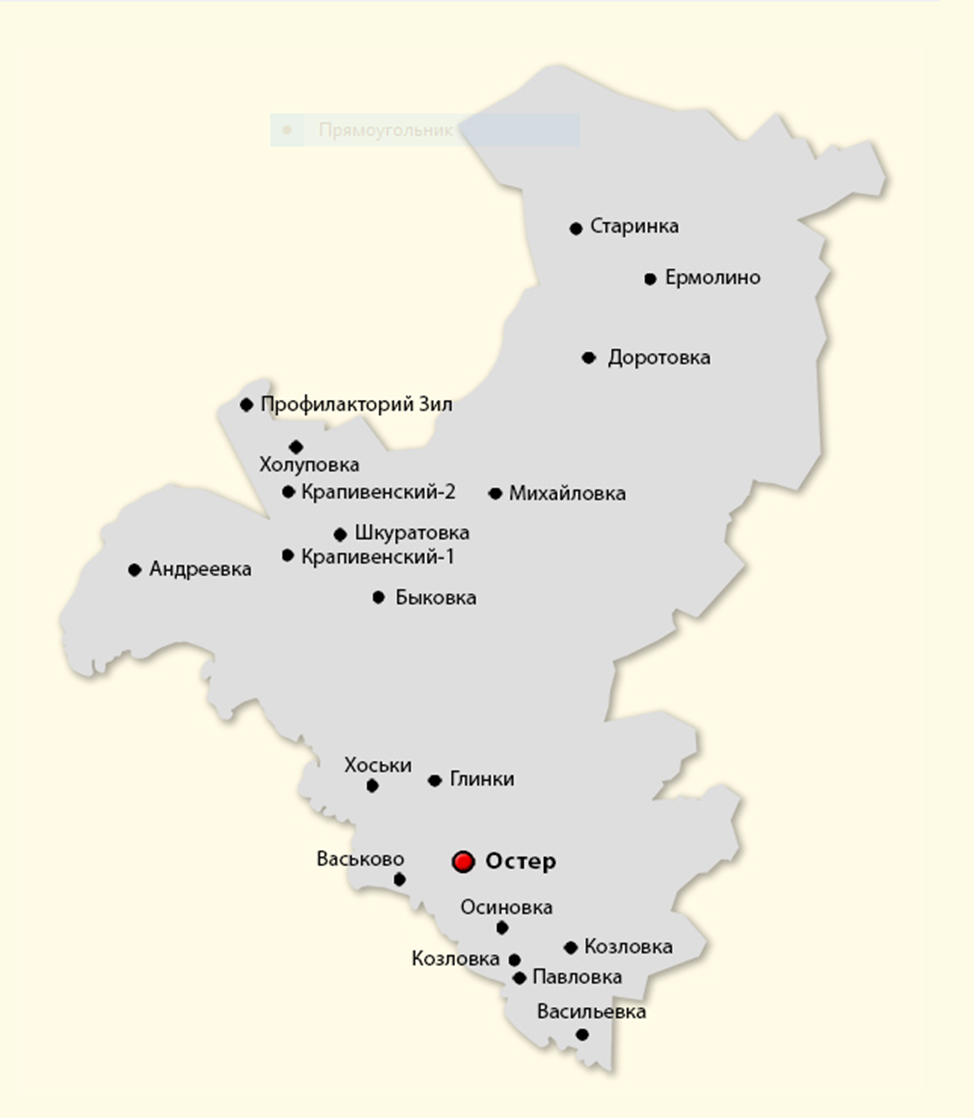 Прямоугольник
Старинка
Ермолино
Доротовка
Профилакторий Зил
Холуповка
Крапивенский-2
Михайловка
Шкуратовка
Крапивенский-1
Андреевка
Быковка
Хоськи
Глинки
Васьково
Остер
Осиновка
Козловка
Козловка
Павловка
Васильевка